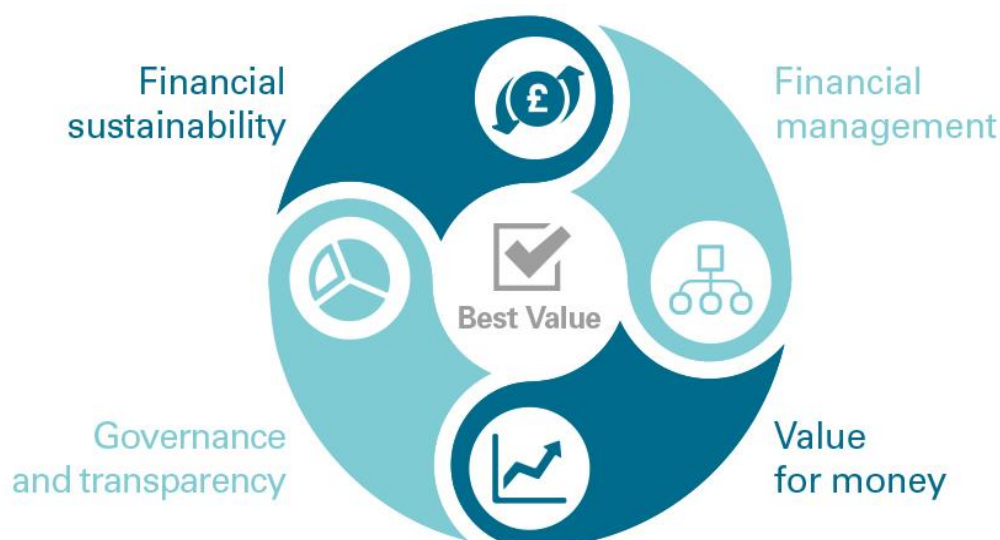 Financial
sustainability
Financial
management
£
Best Value
Governance
and transparency
Value
for money